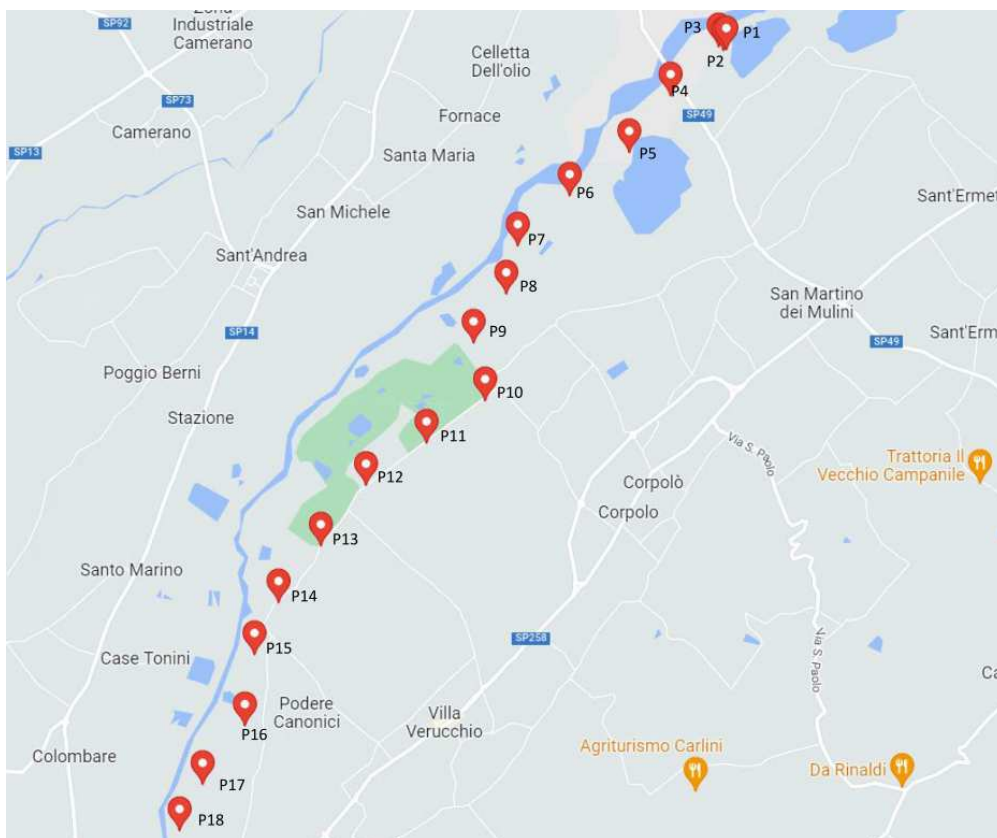 Zona
Industriale
Camerano
SP92
P3
P1
P2
Celletta
Dell'olio
SP73
P4
SP49
Fornace
Camerano
SP13
Santa Maria
P5
Sant'Ermet
P6
San Michele
P7
Sant'Andrea
P8
San Martino
dei Mulini
SP14
P9
Sant'Erm
SP49
Poggio Berni
P10
Stazione
P11
Via S. Paolo
Trattoria Il
Vecchio Campanile
P12
Corpolò
Corpolo
P13
Santo Marino
P14
SP258
Via S. Paolo
P15
Case Tonini
Ca
Podere
Canonici
P16
Villa
Verucchio
Colombare
Agriturismo Carlini
Da Rinaldi
P17
P18